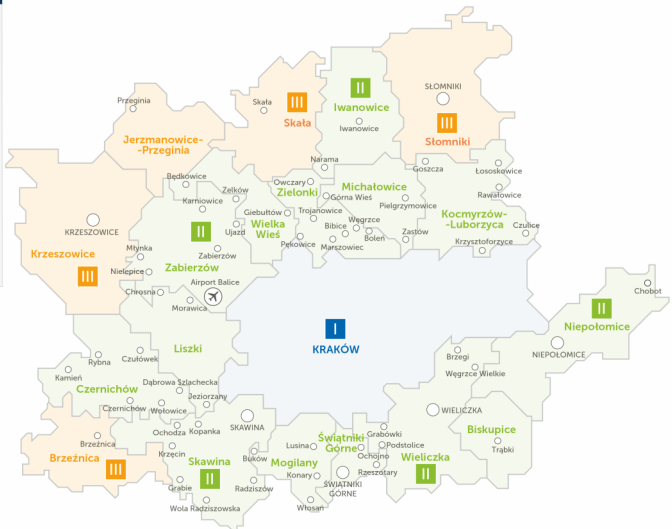 SŁOMNIKI
III
Słomniki
II
Iwanowice
Iwanowice
Skała
III
Skała
Przeginia
Jerzmanowice-
-Przeginia
Będkowice
Karniowice
Zelków
Giebułtów
Ujazd
Zabierzów
II
Zabierzów
Wielka
Wieś
Owczary
Zielonki
Narama
Górna Wieś
Michałowice
Trojanowice
Bibice
Węgrzce
Pielgrzymowice
Pękowice
Marszowiec
Boleń
Zastów
Goszcza
Łososkowice
Rawałowice
Kocmyrzów-
-Luborzyca
Czulice
Krzysztoforzyce
KRZESZOWICE
Krzeszowice
III
Młynka
Nielepice
Chrosna
Airport Balice
Morawica
Liszki
I
KRAKÓW
Chobot
II
Niepołomice
NIEPOŁOMICE
Brzegi
Węgrzce Wielkie
Rybna
Czułówek
Kamień
Czernichów
Dąbrowa Szlachecka
Jeziorzany
Czernichów
Wołowice
Brzeźnica
Brzeźnica
III
Ochodza
Kopanka
Krzęcin
SKAWINA
Skawina
II
Buków
Grabie
Radziszów
Wola Radziszowska
Lusina
Mogilany
Konary
Włosań
Świątniki
Górne
ŚWIĄTNIKI
GÓRNE
Grabówki
Podstolice
Ochojno
Rzeszotary
WIELICZKA
Wieliczka
II
Biskupice
Trąbki